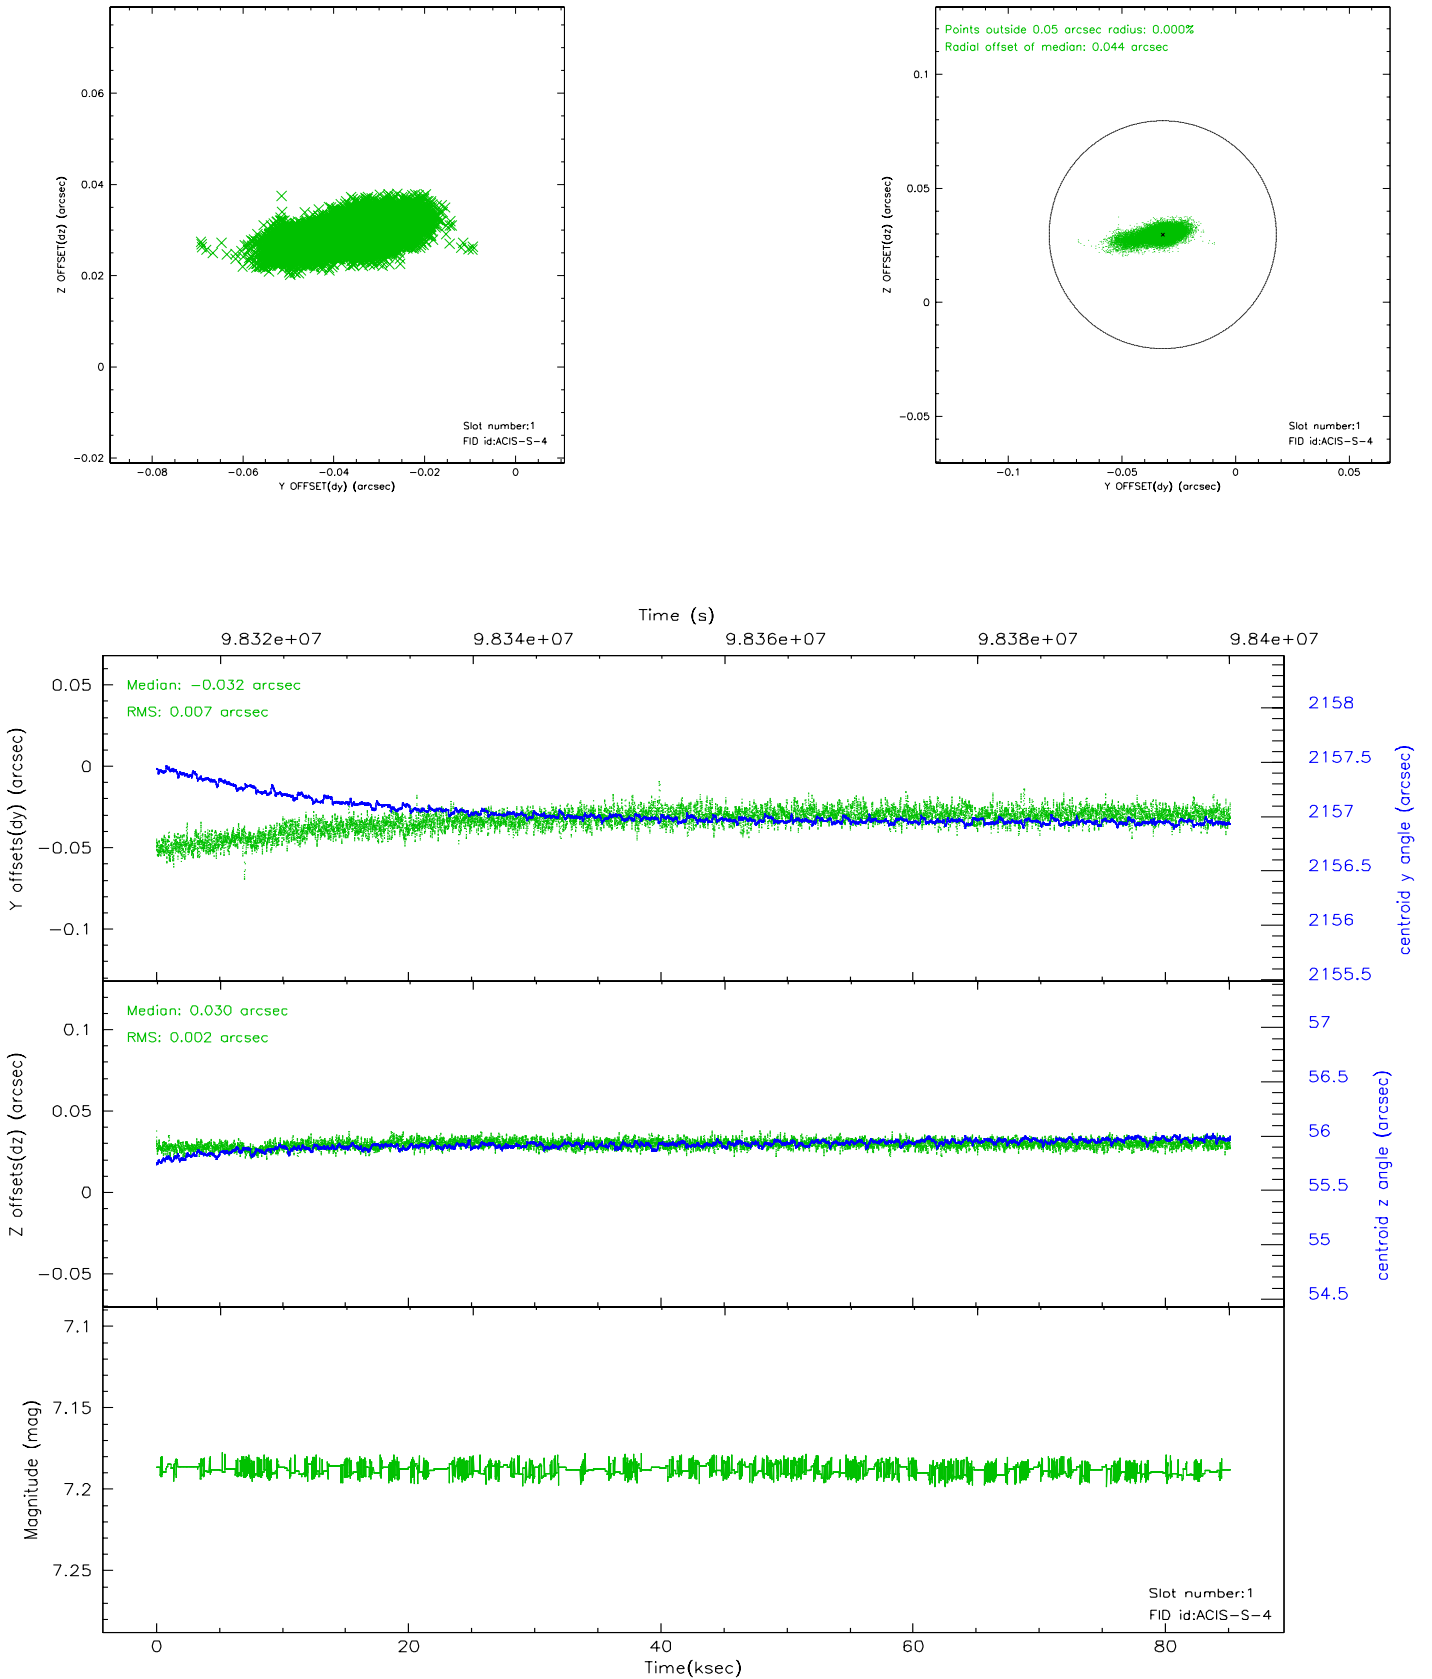 0.06
0.04
0.02
0
−0.02
Z OFFSET(dz) (arcsec)
Slot number:1
FID id:ACIS−S−4
−0.08
−0.06
−0.04
−0.02
0
Y OFFSET(dy) (arcsec)
Points outside 0.05 arcsec radius: 0.000%
Radial offset of median: 0.044 arcsec
0.1
0.05
0
−0.05
Z OFFSET(dz) (arcsec)
Slot number:1
FID id:ACIS−S−4
−0.1
−0.05
0
0.05
Y OFFSET(dy) (arcsec)
Time (s)
9.832e+07
9.834e+07
9.836e+07
9.838e+07
9.84e+07
Median: −0.032 arcsec
RMS: 0.007 arcsec
0.05
0
−0.05
−0.1
Y offsets(dy) (arcsec)
2158
2157.5
2157
2156.5
2156
2155.5
centroid y angle (arcsec)
Median: 0.030 arcsec
RMS: 0.002 arcsec
0.1
0.05
0
−0.05
Z offsets(dz) (arcsec)
57
56.5
56
55.5
55
54.5
centroid z angle (arcsec)
7.1
7.15
7.2
7.25
Magnitude (mag)
Slot number:1
FID id:ACIS−S−4
0
20
40
60
80
Time(ksec)